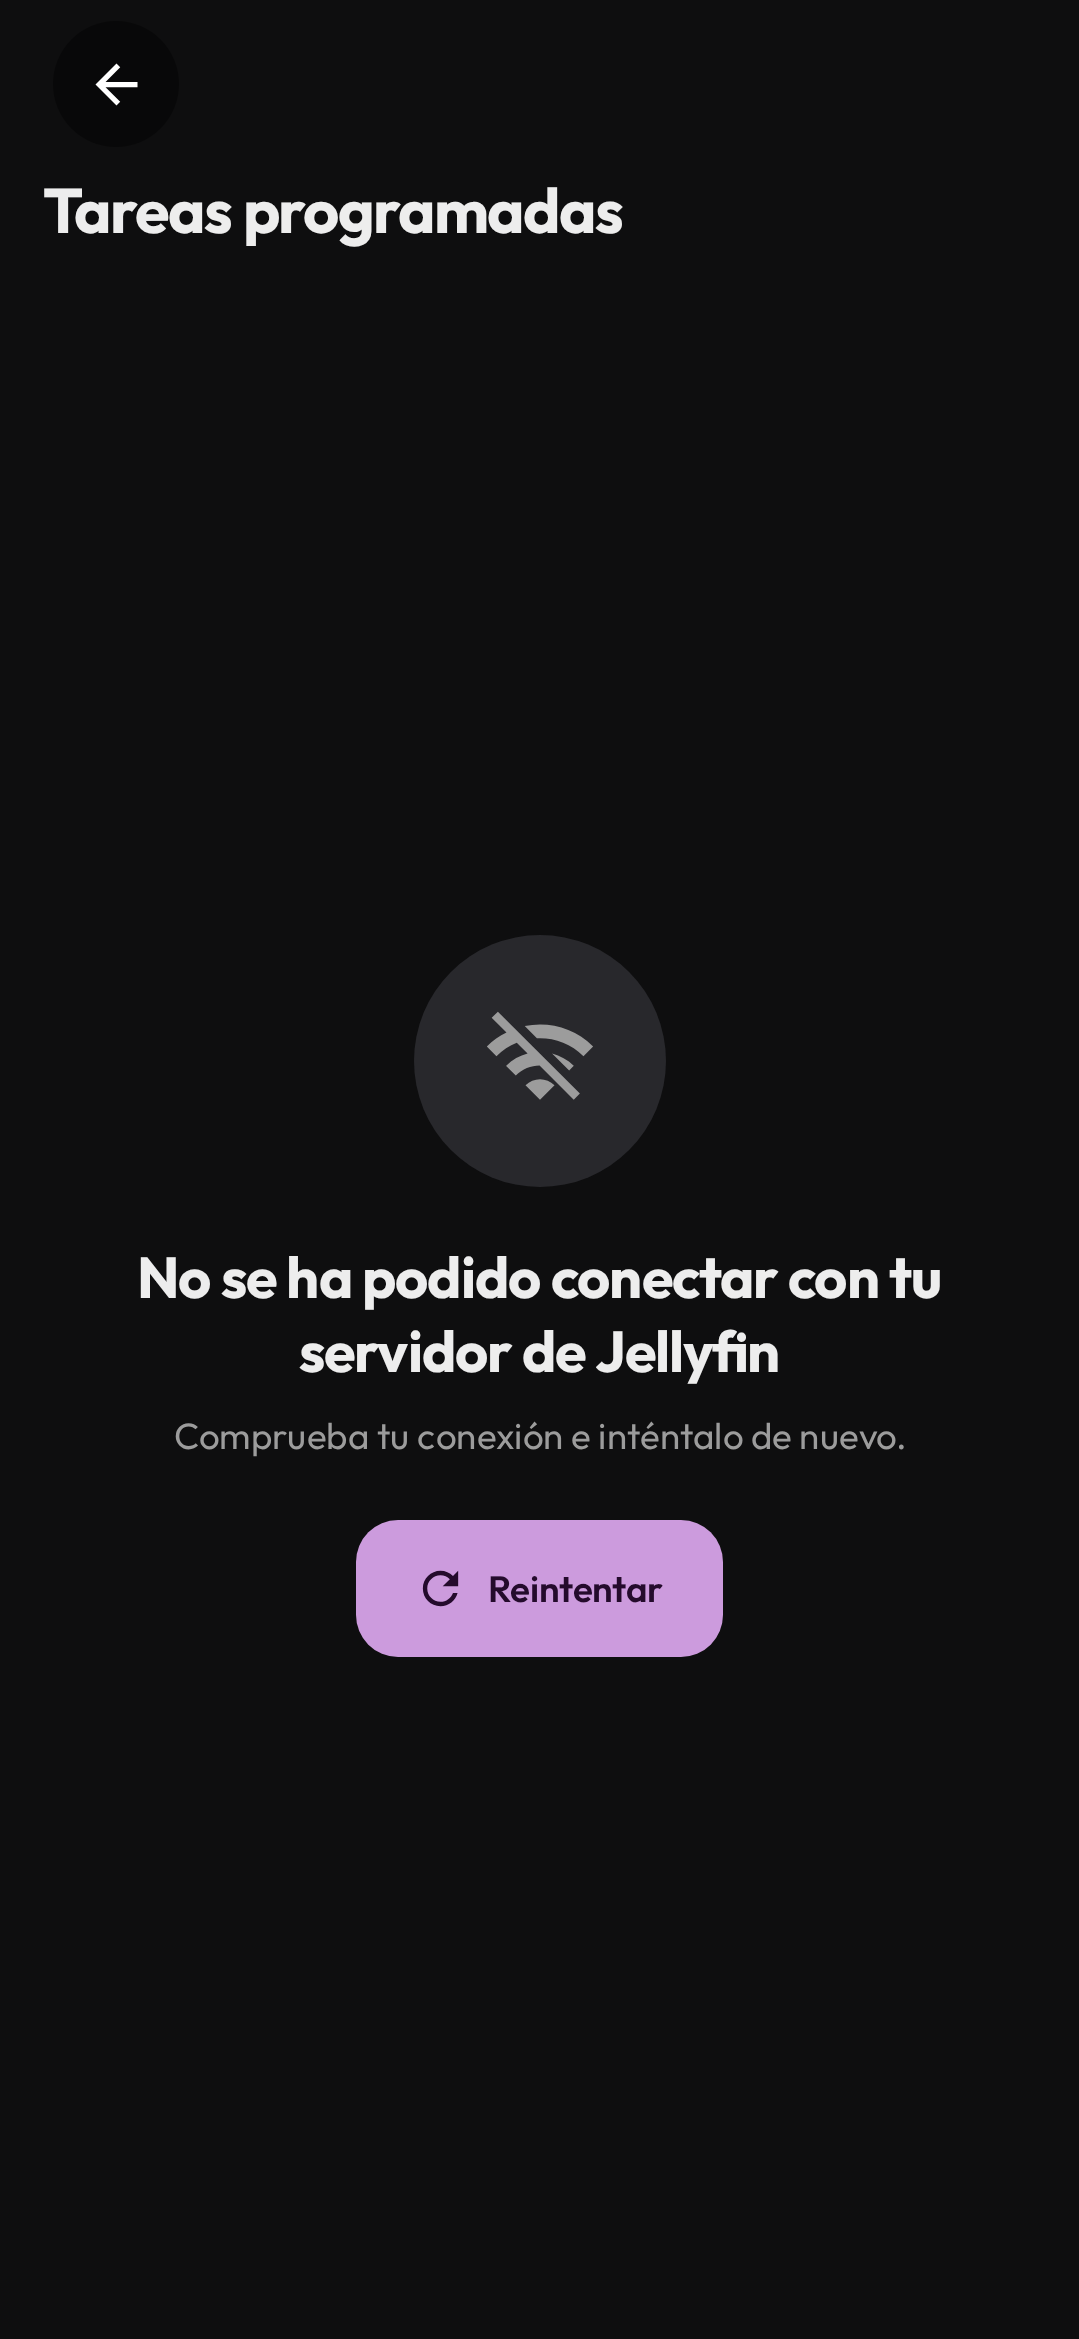 Tareas programadas
No se ha podido conectar con tu
servidor de Jellyfin
Comprueba tu conexión e inténtalo de nuevo.
Reintentar